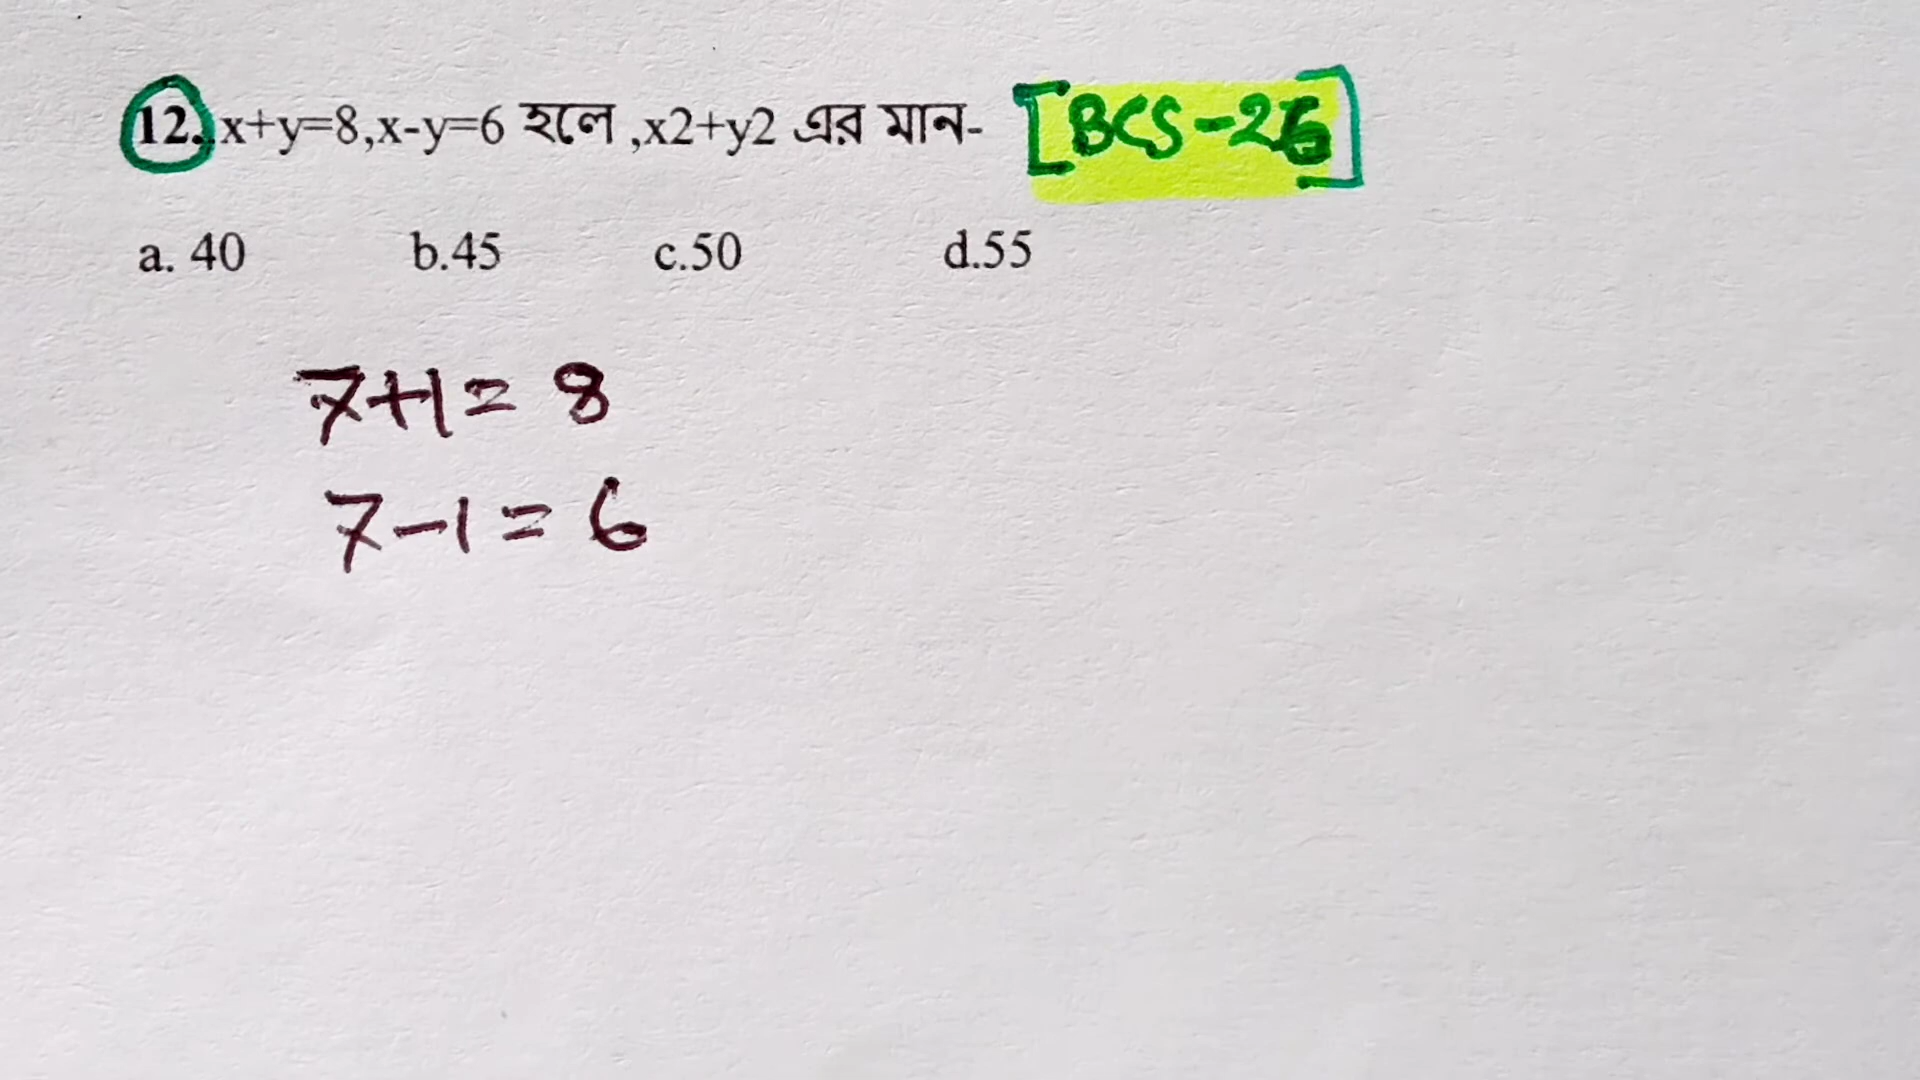 12. x+y=8,x-y=6 হলে ,x2+y2 এর মান- [BCS-26]
a. 40 b.45 c.50 d.55
7+1= 8
7-1= 6